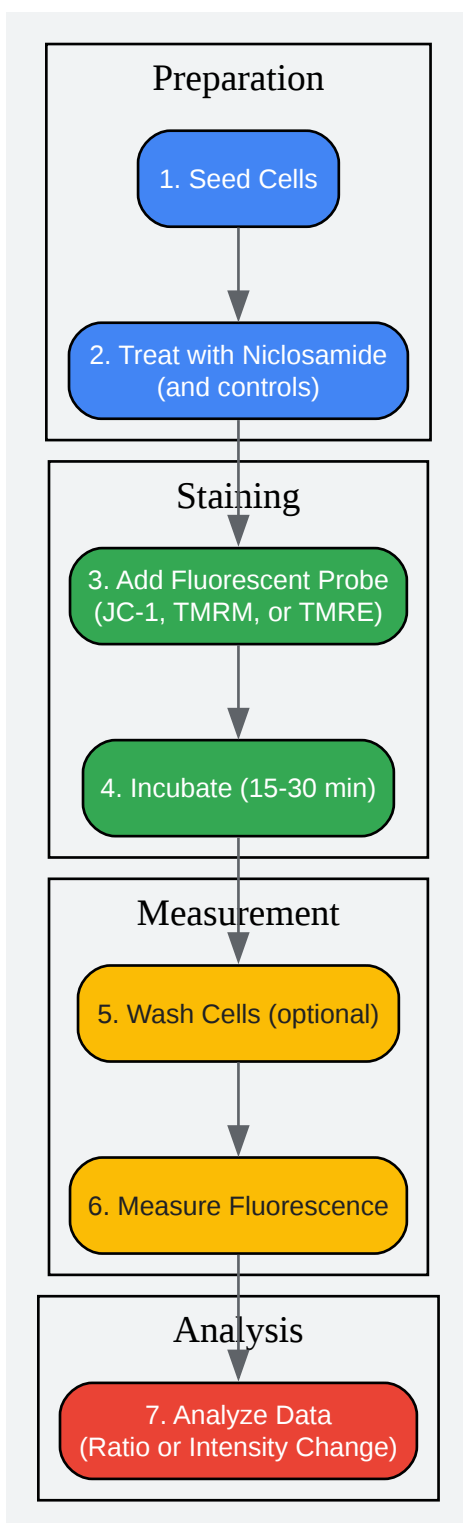 Preparation
1. Seed Cells
2. Treat with Niclosamide
(and controls)
Staining
3. Add Fluorescent Probe
(JC-1, TMRM, or TMRE)
4. Incubate (15-30 min)
Measurement
5. Wash Cells (optional)
6. Measure Fluorescence
Analysis
7. Analyze Data
(Ratio or Intensity Change)